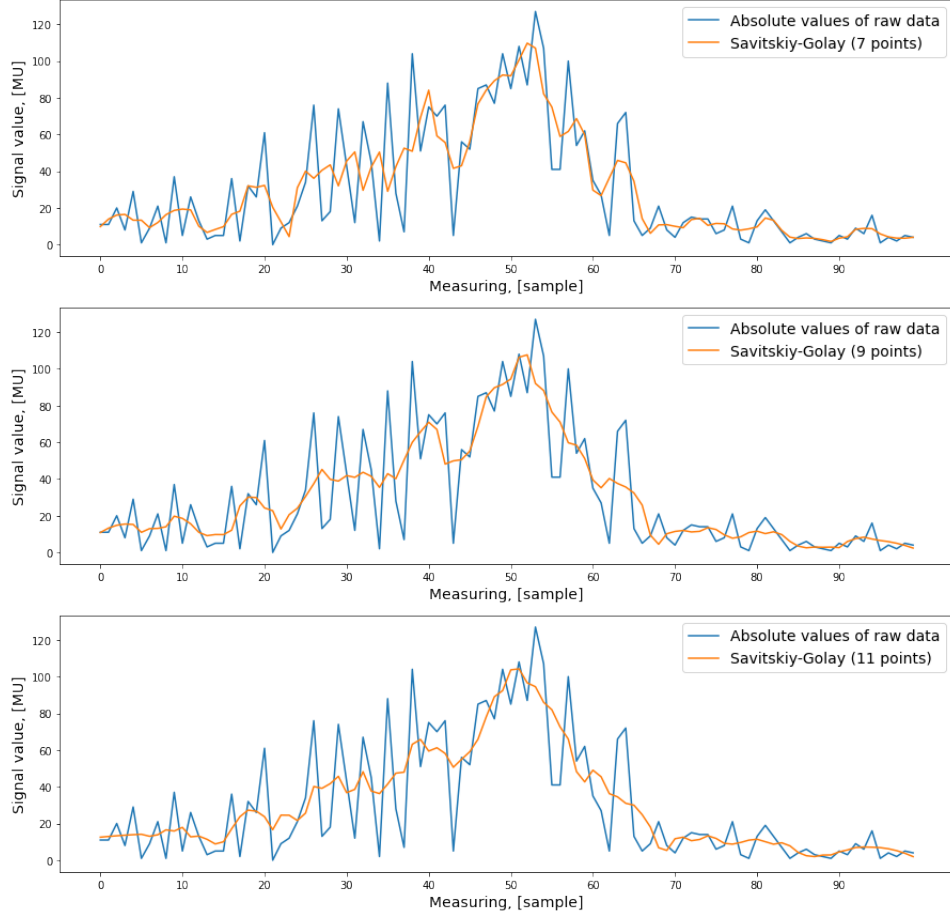 Absolute values of raw data
Savitskiy-Golay (7 points)
Signal value, [MU]
120
100
80
60
40
20
0
0 10 20 30 40 50 60 70 80 90
Measuring, [sample]
Absolute values of raw data
Savitskiy-Golay (9 points)
Signal value, [MU]
120
100
80
60
40
20
0
0 10 20 30 40 50 60 70 80 90
Measuring, [sample]
Absolute values of raw data
Savitskiy-Golay (11 points)
Signal value, [MU]
120
100
80
60
40
20
0
0 10 20 30 40 50 60 70 80 90
Measuring, [sample]